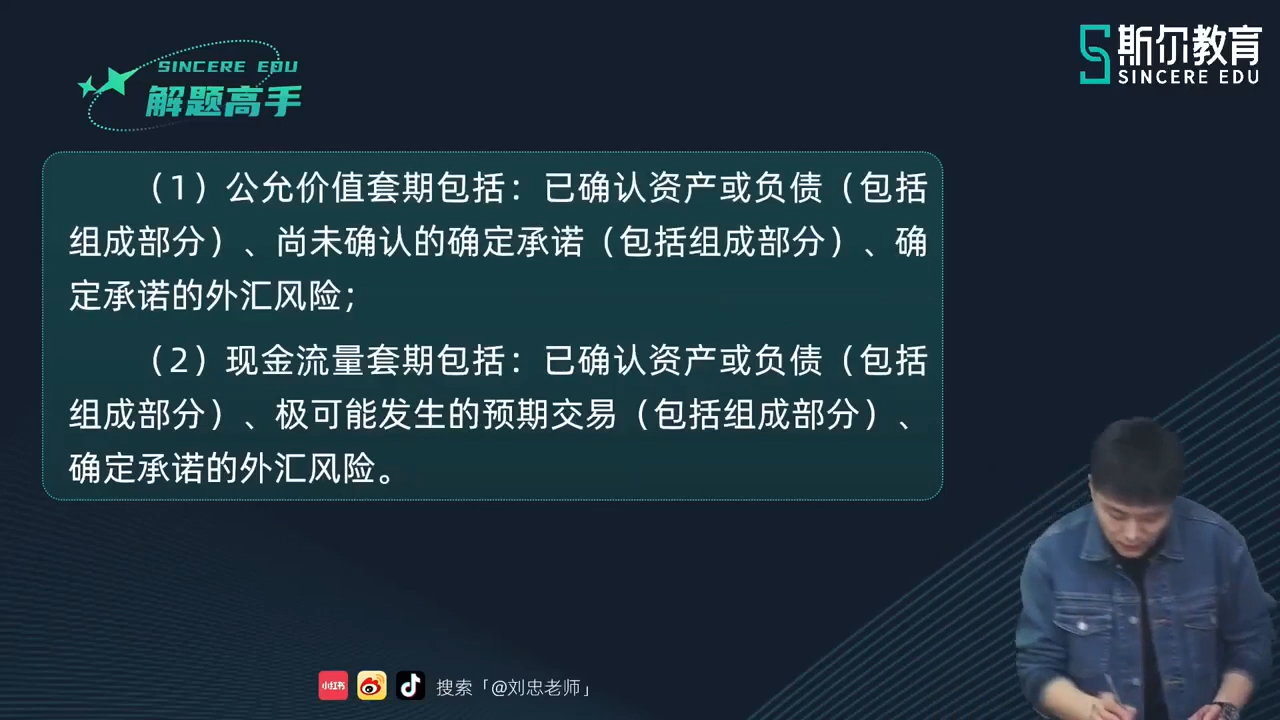 SINCERE EDU
解题高手
斯尔教育
SINCERE EDU
（1）公允价值套期包括：已确认资产或负债（包括
组成部分）、尚未确认的确定承诺（包括组成部分）、确
定承诺的外汇风险；
（2）现金流量套期包括：已确认资产或负债（包括
组成部分）、极可能发生的预期交易（包括组成部分）、
确定承诺的外汇风险。
小红书
搜索「@刘忠老师」